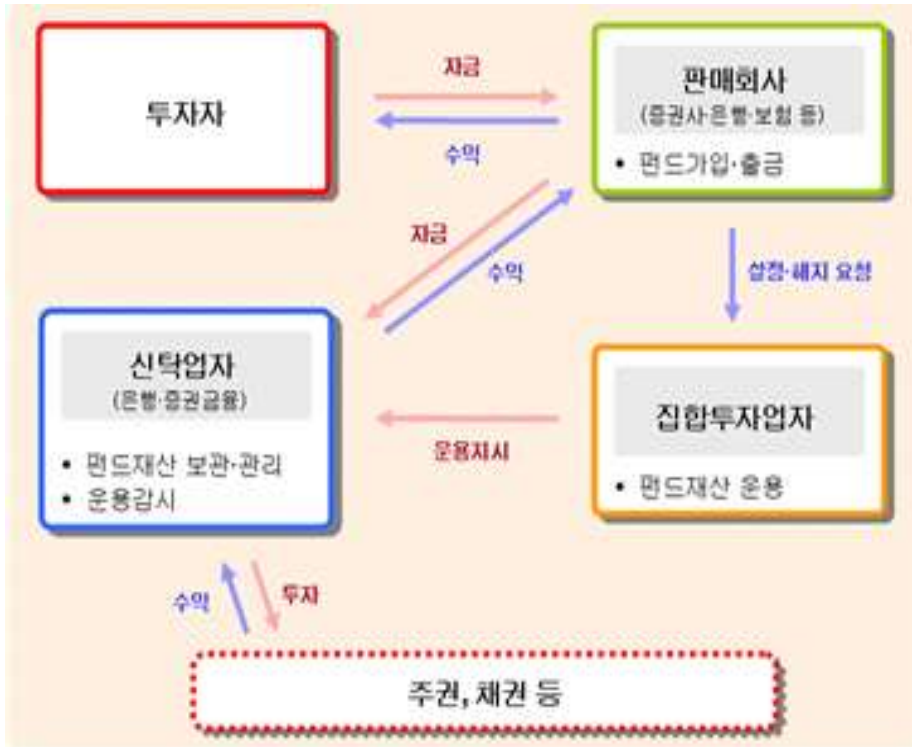 투자자
자금
수익
판매회사
(증권사·은행·보험 등)
• 펀드가입·출금
자금
수익
설정·해지 요청
신탁업자
(은행·증권금융)
• 펀드재산 보관·관리
• 운용감시
운용지시
집합투자업자
• 펀드재산 운용
수익
투자
주권, 채권 등